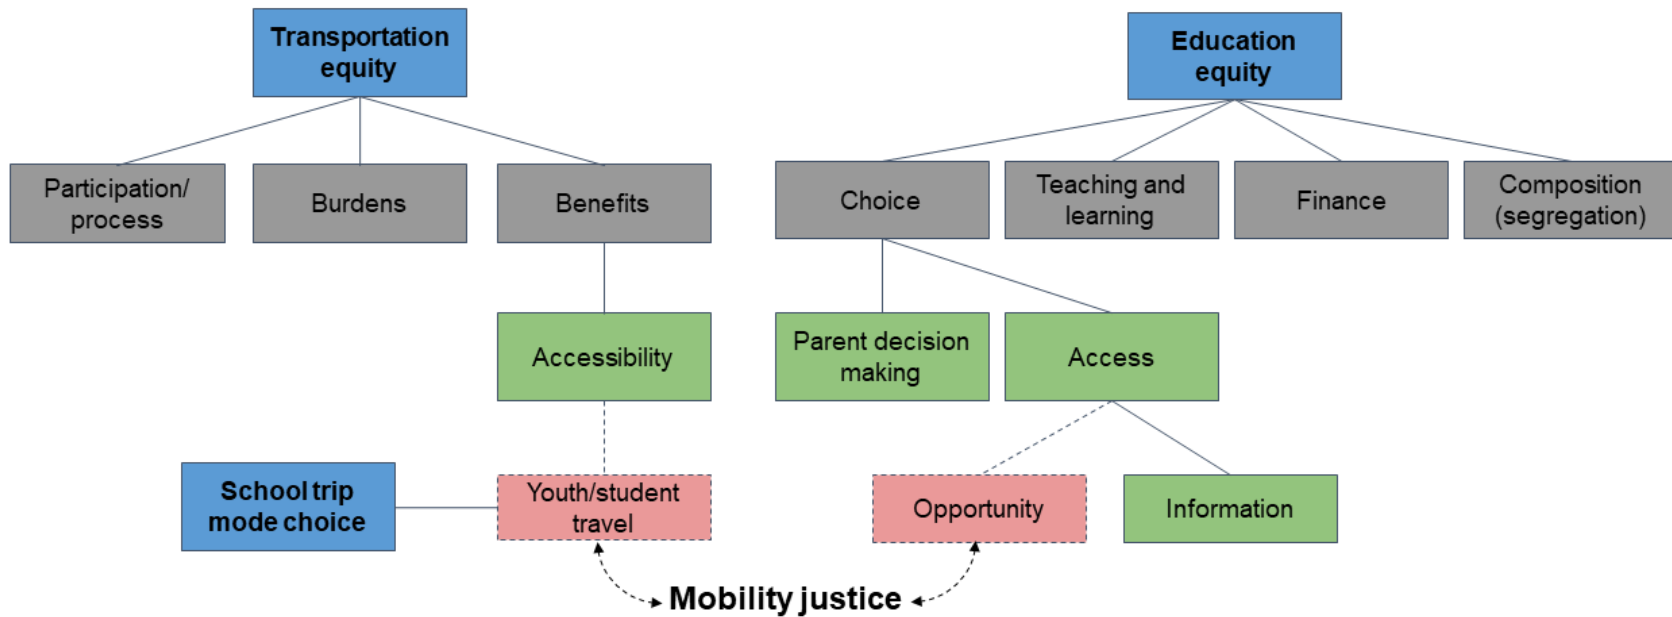 Transportation
equity
Education
equity
Participation/
process
Burdens
Benefits
Choice
Teaching and
learning
Finance
Composition
(segregation)
Accessibility
Parent decision
making
Access
School trip
mode choice
Youth/student
travel
Opportunity
Information
Mobility justice